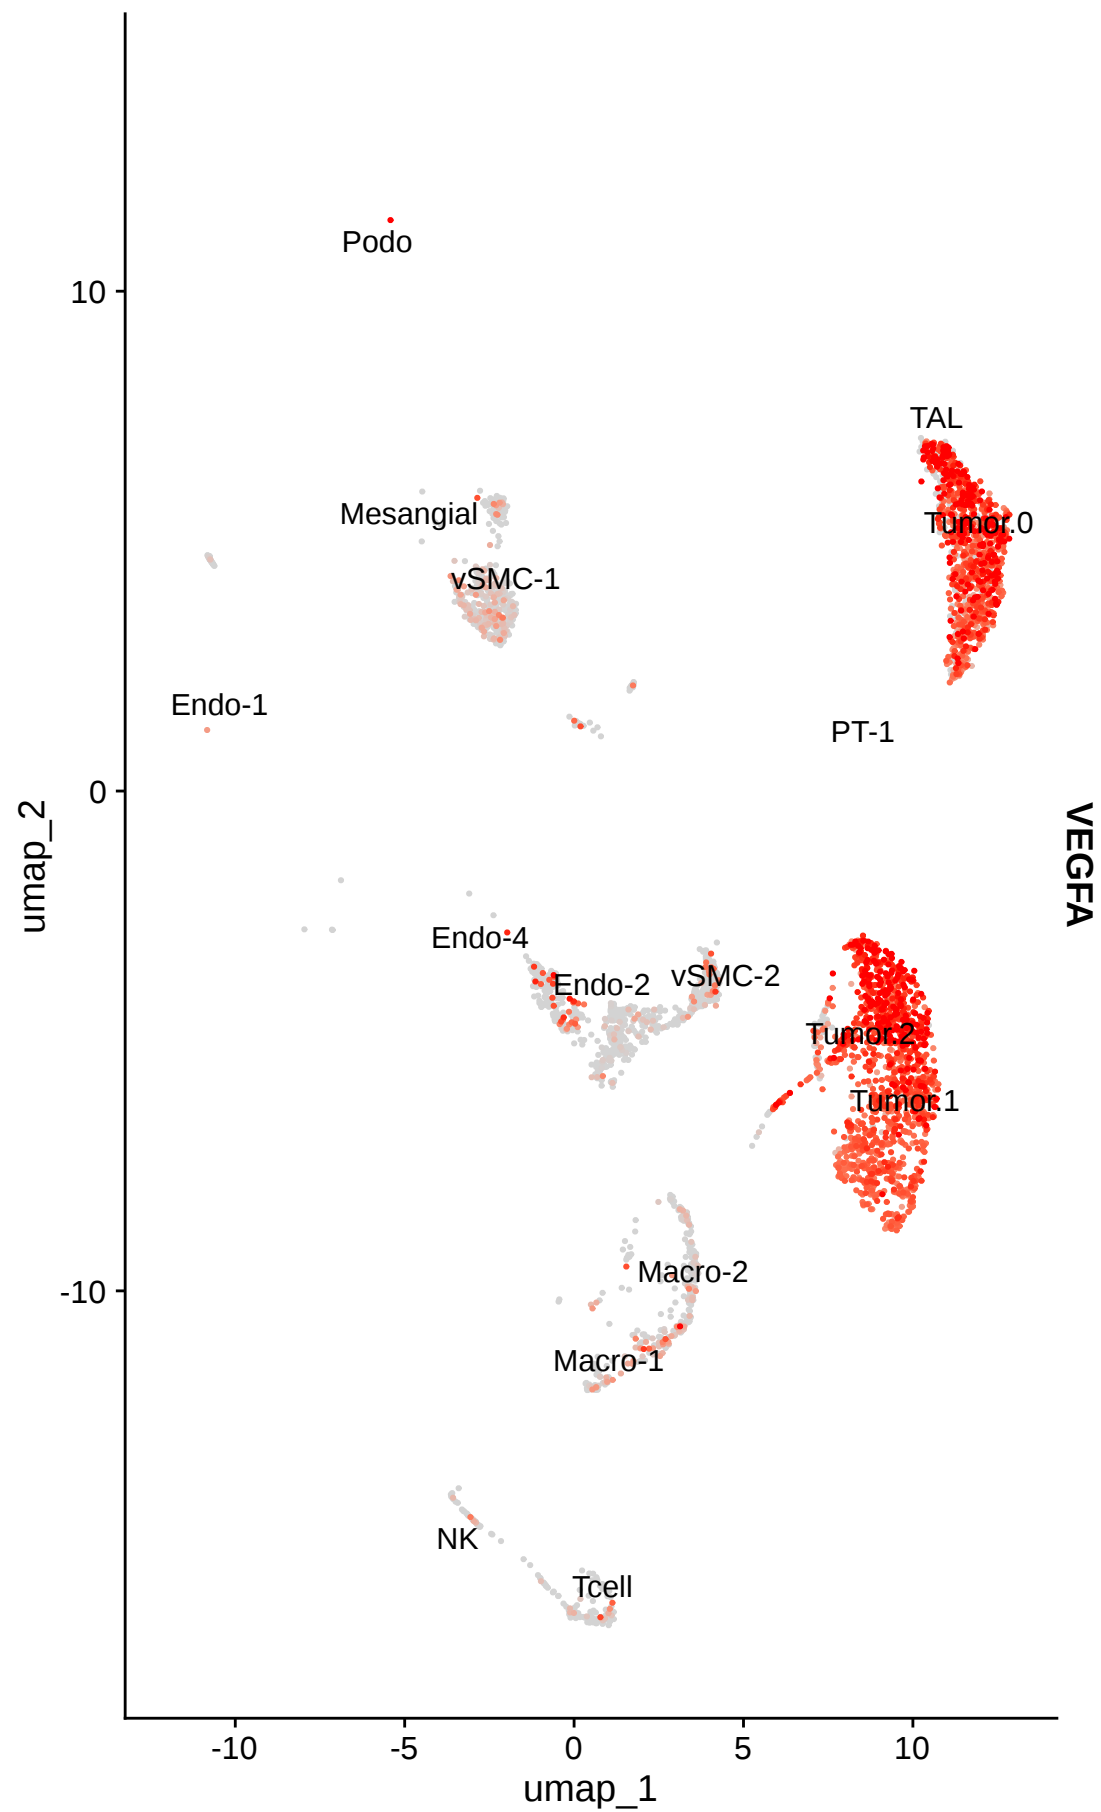 Podo
10
TAL
Mesangial
Tumor.0
vSMC-1
Endo-1
PT-1
0
umap_2
VEGFA
Endo-4
Endo-2
vSMC-2
Tumor.2
Tumor.1
Macro-2
-10
Macro-1
NK
Tcell
-10
-5
0
5
10
umap_1